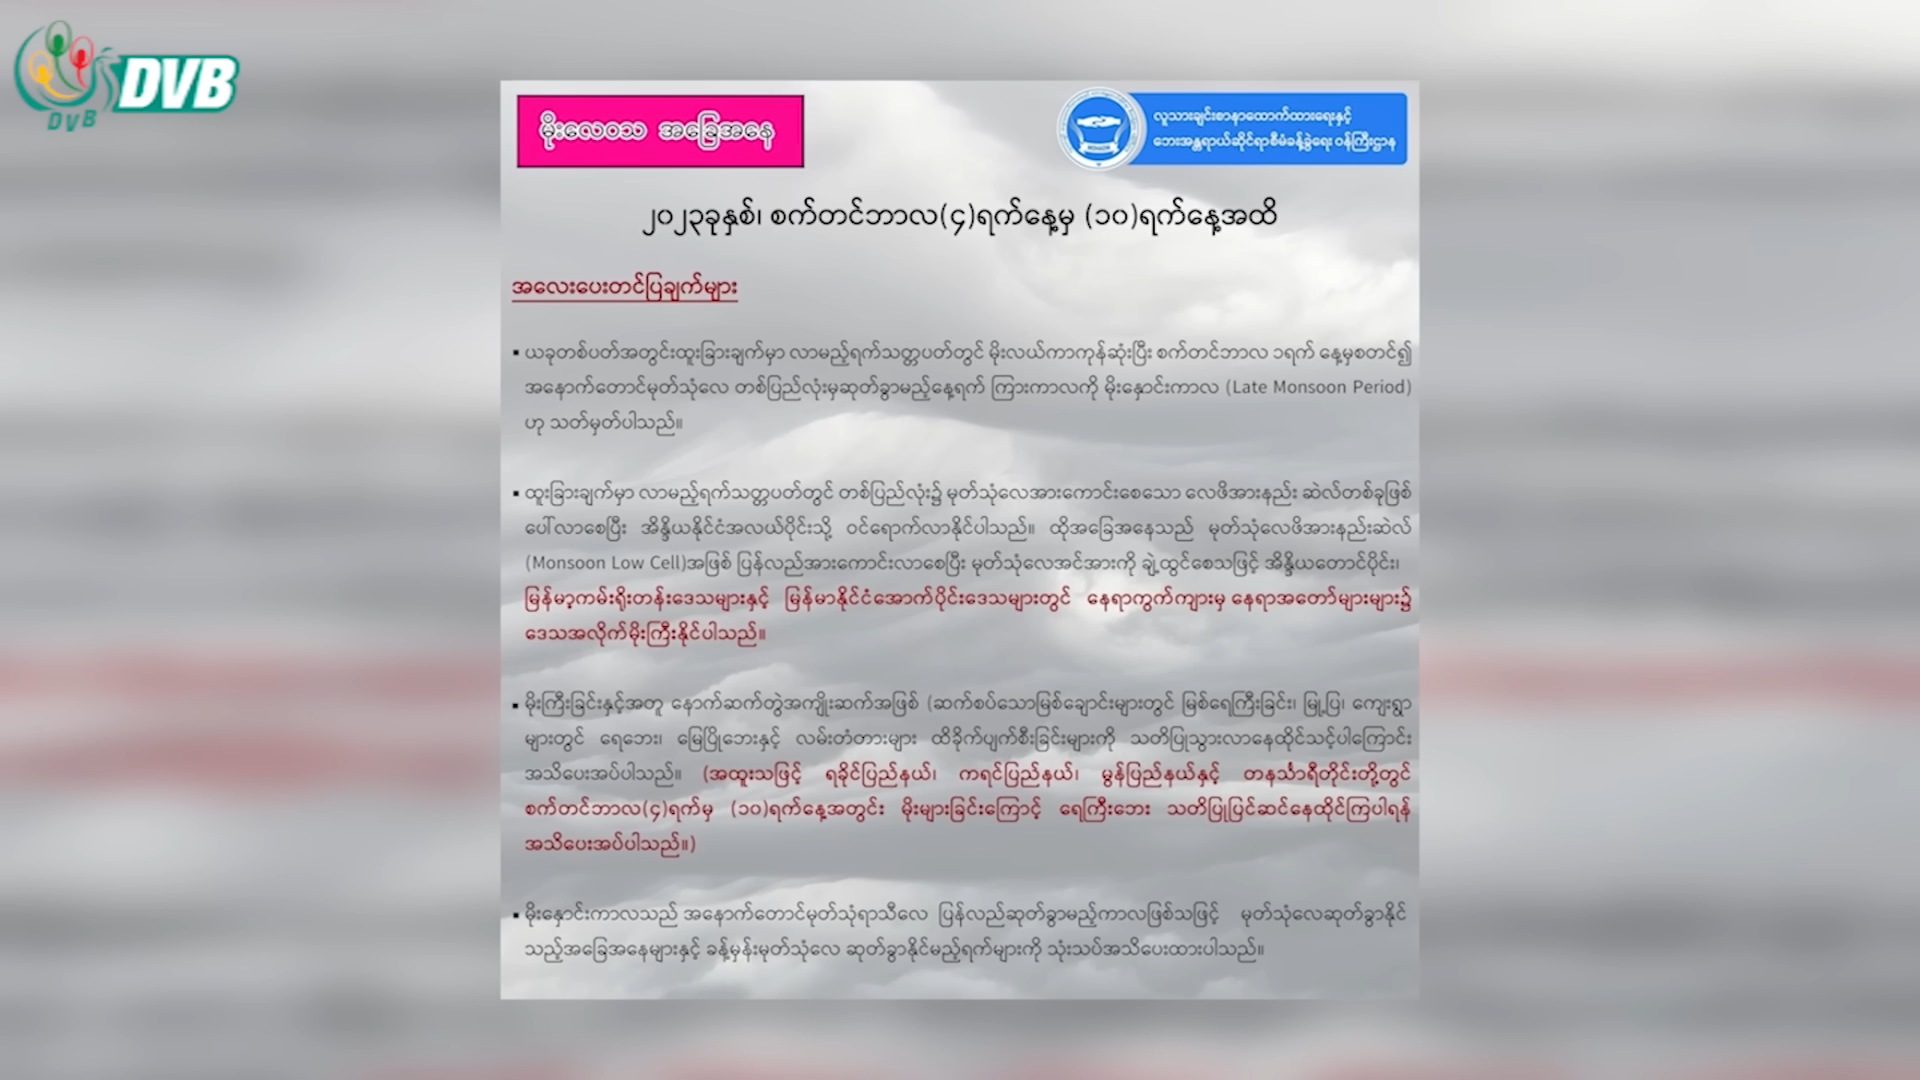 DVB
DVB
မိုးလေဝသ အခြေအနေ
လူသားချင်းစာနာထောက်ထားရေးနှင့်
ဘေးအန္တရာယ်ဆိုင်ရာစီမံခန့်ခွဲရေး ဝန်ကြီးဌာန
၂၀၂၃ခုနှစ်၊ စက်တင်ဘာလ(၄)ရက်နေ့မှ (၁၀)ရက်နေ့အထိ
အလေးပေးတင်ပြချက်များ
▪ ယခုတစ်ပတ်အတွင်းထူးခြားချက်မှာ လာမည့်ရက်သတ္တပတ်တွင် မိုးလယ်ကာကုန်ဆုံးပြီး စက်တင်ဘာလ ၁ရက် နေ့မှစတင်၍
အနောက်တောင်မုတ်သုံလေ တစ်ပြည်လုံးမှဆုတ်ခွာမည့်နေ့ရက် ကြားကာလကို မိုးနှောင်းကာလ (Late Monsoon Period)
ဟု သတ်မှတ်ပါသည်။
▪ ထူးခြားချက်မှာ လာမည့်ရက်သတ္တပတ်တွင် တစ်ပြည်လုံး၌ မုတ်သုံလေအားကောင်းစေသော လေဖိအားနည်း ဆဲလ်တစ်ခုဖြစ်
ပေါ်လာစေပြီး အိန္ဒိယနိုင်ငံအလယ်ပိုင်းသို့ ဝင်ရောက်လာနိုင်ပါသည်။ ထိုအခြေအနေသည် မုတ်သုံလေဖိအားနည်းဆဲလ်
(Monsoon Low Cell)အဖြစ် ပြန်လည်အားကောင်းလာစေပြီး မုတ်သုံလေအင်အားကို ချဲ့ထွင်စေသဖြင့် အိန္ဒိယတောင်ပိုင်း၊
မြန်မာ့ကမ်းရိုးတန်းဒေသများနှင့် မြန်မာနိုင်ငံအောက်ပိုင်းဒေသများတွင် နေရာကွက်ကျားမှ နေရာအတော်များများ၌
ဒေသအလိုက်မိုးကြီးနိုင်ပါသည်။
▪ မိုးကြီးခြင်းနှင့်အတူ နောက်ဆက်တွဲအကျိုးဆက်အဖြစ် (ဆက်စပ်သောမြစ်ချောင်းများတွင် မြစ်ရေကြီးခြင်း၊ မြို့ပြ၊ ကျေးရွာ
များတွင် ရေဘေး၊ မြေပြိုဘေးနှင့် လမ်းတံတားများ ထိခိုက်ပျက်စီးခြင်းများကို သတိပြုသွားလာနေထိုင်သင့်ပါကြောင်း
အသိပေးအပ်ပါသည်။ (အထူးသဖြင့် ရခိုင်ပြည်နယ်၊ ကရင်ပြည်နယ်၊ မွန်ပြည်နယ်နှင့် တနင်္သာရီတိုင်းတို့တွင်
စက်တင်ဘာလ(၄)ရက်မှ (၁၀)ရက်နေ့အတွင်း မိုးများခြင်းကြောင့် ရေကြီးဘေး သတိပြုပြင်ဆင်နေထိုင်ကြပါရန်
အသိပေးအပ်ပါသည်။)
▪ မိုးနှောင်းကာလသည် အနောက်တောင်မုတ်သုံရာသီလေ ပြန်လည်ဆုတ်ခွာမည့်ကာလဖြစ်သဖြင့် မုတ်သုံလေဆုတ်ခွာနိုင်
သည့်အခြေအနေများနှင့် ခန့်မှန်းမုတ်သုံလေ ဆုတ်ခွာနိုင်မည့်ရက်များကို သုံးသပ်အသိပေးထားပါသည်။